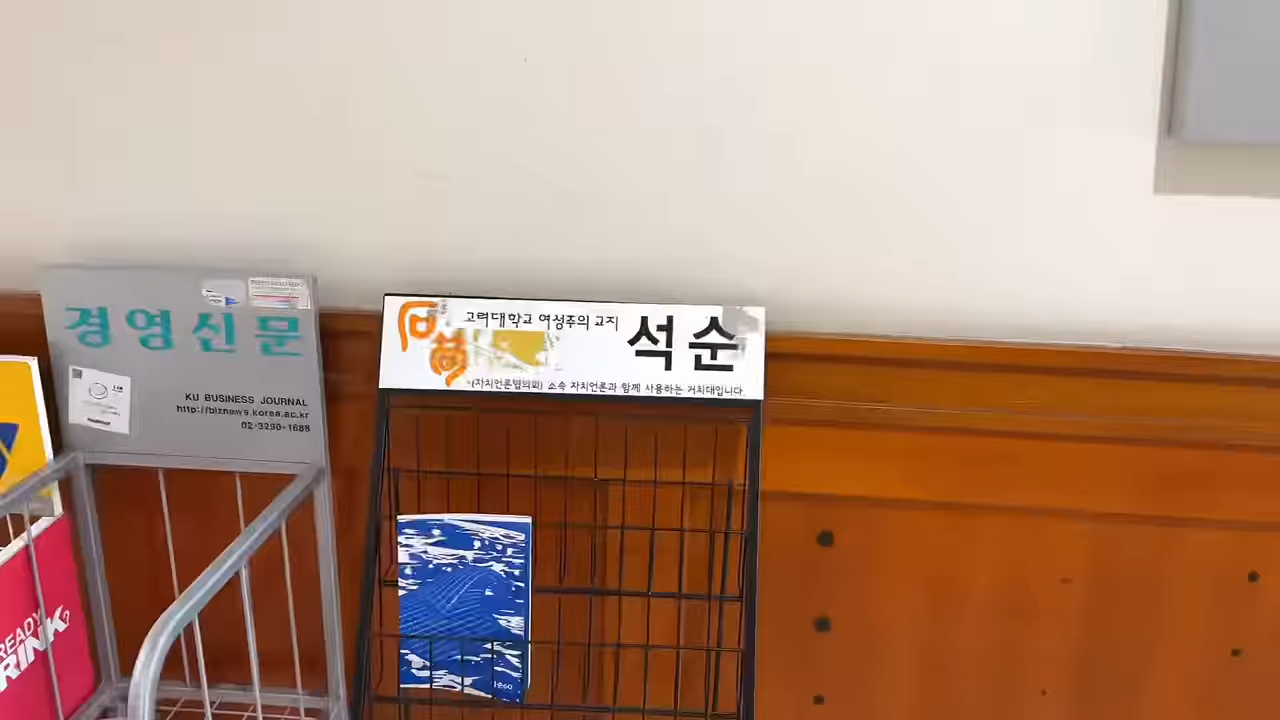 경영신문
KU BUSINESS JOURNAL
http://biznews.korea.ac.kr
02-3290-1688
고려대학교 여성주의 교지
석순
(자치언론협의회) 소속 자치언론과 함께 사용하는 거치대입니다.
READY
RINK?